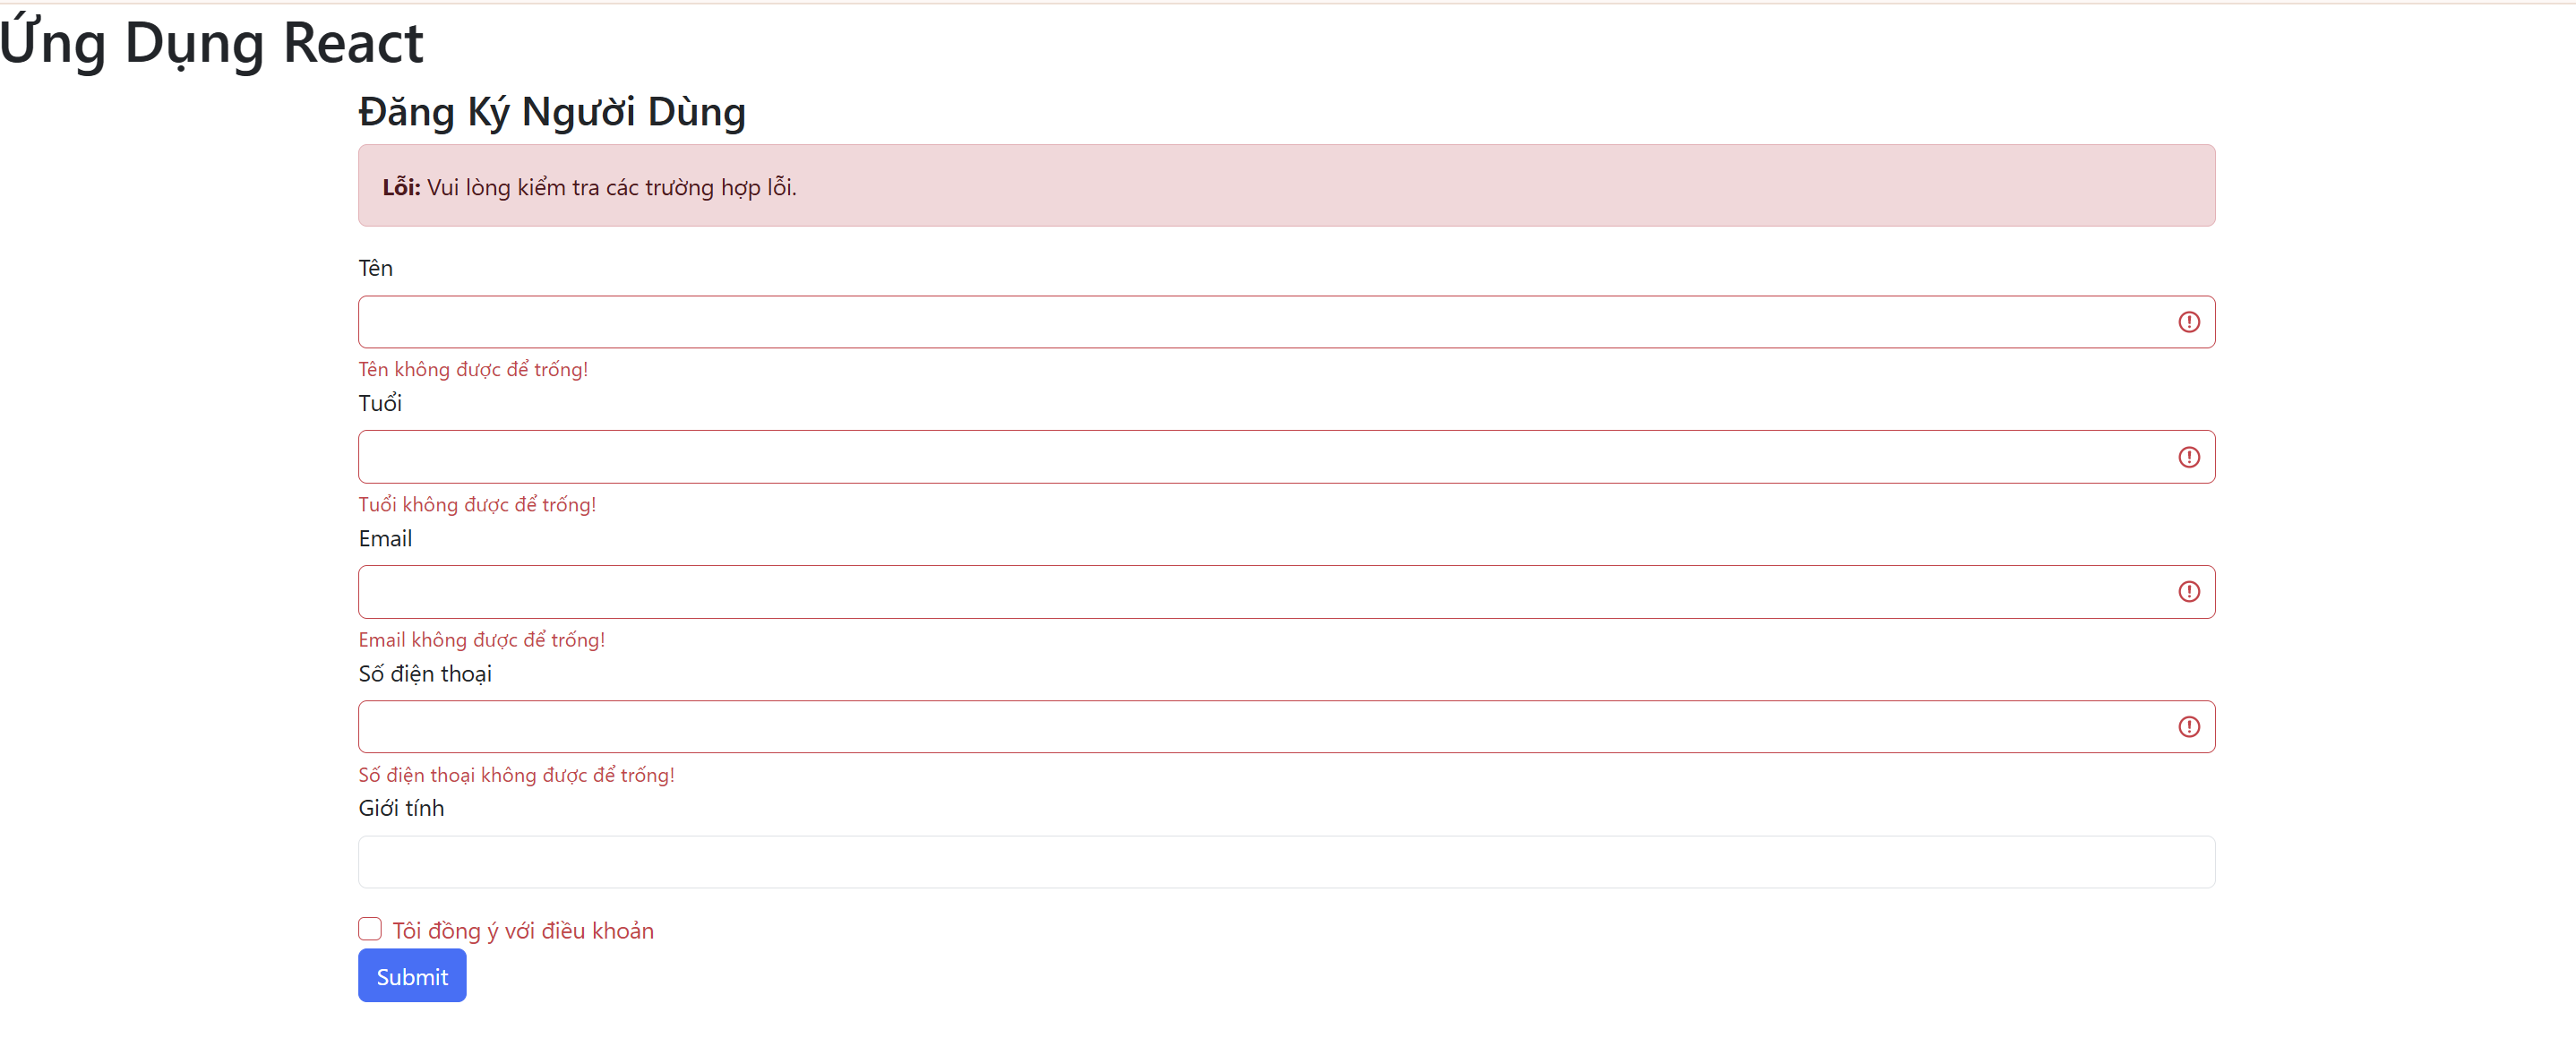 Ứng Dụng React
Đăng Ký Người Dùng
Lỗi: Vui lòng kiểm tra các trường hợp lỗi.
Tên
Tên không được để trống!
Tuổi
Tuổi không được để trống!
Email
Email không được để trống!
Số điện thoại
Số điện thoại không được để trống!
Giới tính
Tôi đồng ý với điều khoản
Submit